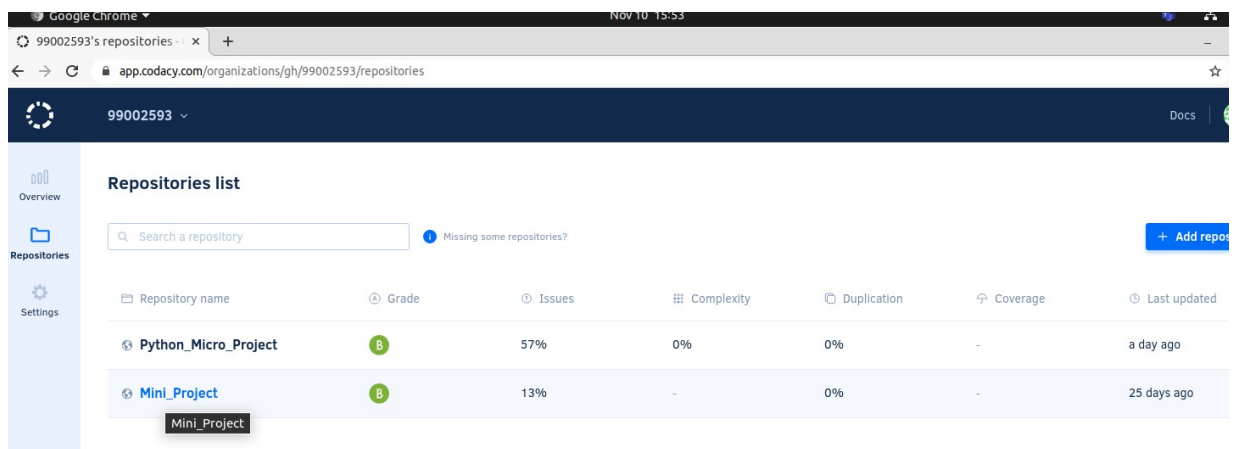 Google Chrome ▾ Nov 10 15:53
99002593's repositories - × +
app.codacy.com/organizations/gh/99002593/repositories
99002593 Docs
Overview
Repositories
Settings
Repositories list
Search a repository Missing some repositories? + Add repos
Repository name Grade Issues Complexity Duplication Coverage Last updated
Python_Micro_Project B 57% 0% 0% - a day ago
Mini_Project B 13% - 0% - 25 days ago
Mini_Project